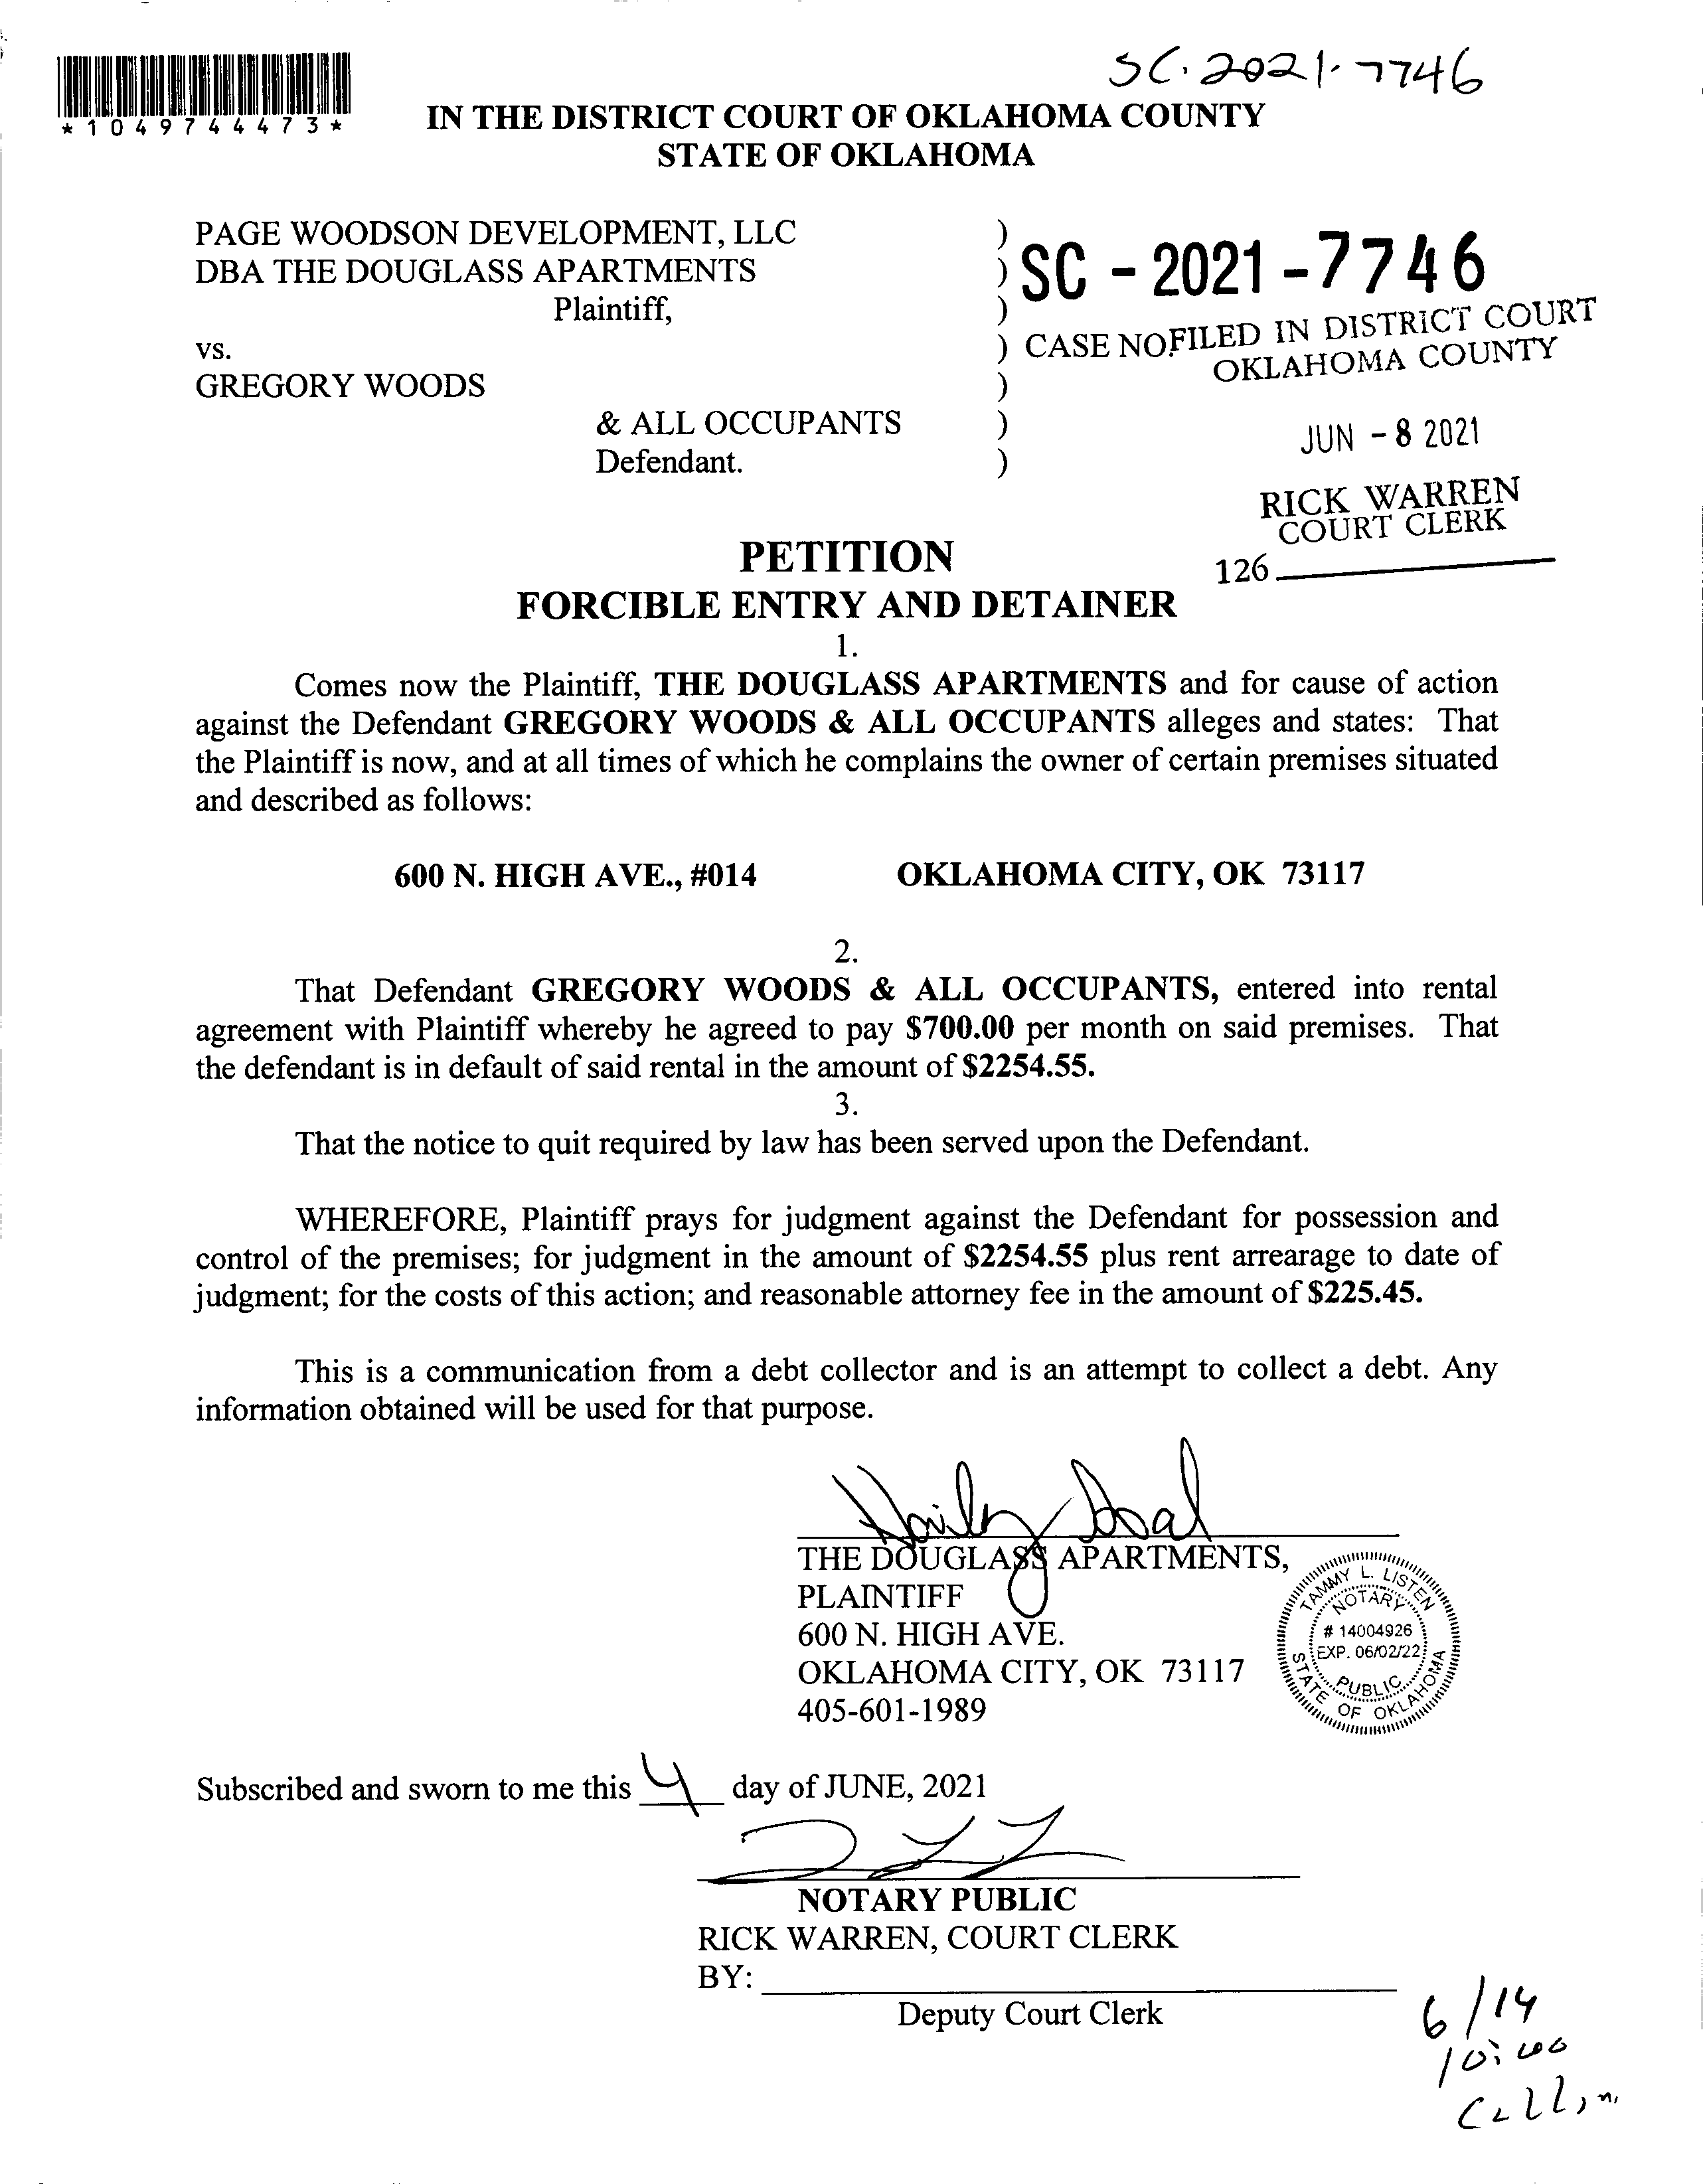 SC-2021-7746
*1049744473*
IN THE DISTRICT COURT OF OKLAHOMA COUNTY
STATE OF OKLAHOMA
PAGE WOODSON DEVELOPMENT, LLC )
DBA THE DOUGLASS APARTMENTS ) SC - 2021 - 7746
Plaintiff, )
vs. ) CASE NO.
FILED IN DISTRICT COURT
OKLAHOMA COUNTY
GREGORY WOODS )
& ALL OCCUPANTS )
Defendant. )
JUN - 8 2021
RICK WARREN
COURT CLERK
126
PETITION
FORCIBLE ENTRY AND DETAINER
1.
Comes now the Plaintiff, THE DOUGLASS APARTMENTS and for cause of action
against the Defendant GREGORY WOODS & ALL OCCUPANTS alleges and states: That
the Plaintiff is now, and at all times of which he complains the owner of certain premises situated
and described as follows:
600 N. HIGH AVE., #014 OKLAHOMA CITY, OK 73117
2.
That Defendant GREGORY WOODS & ALL OCCUPANTS, entered into rental
agreement with Plaintiff whereby he agreed to pay $700.00 per month on said premises. That
the defendant is in default of said rental in the amount of $2254.55.
3.
That the notice to quit required by law has been served upon the Defendant.
WHEREFORE, Plaintiff prays for judgment against the Defendant for possession and
control of the premises; for judgment in the amount of $2254.55 plus rent arrearage to date of
judgment; for the costs of this action; and reasonable attorney fee in the amount of $225.45.
This is a communication from a debt collector and is an attempt to collect a debt. Any
information obtained will be used for that purpose.
THE DOUGLASS APARTMENTS,
PLAINTIFF
600 N. HIGH AVE.
OKLAHOMA CITY, OK 73117
405-601-1989
TAMMY L. LISTEN
NOTARY
# 14004926
EXP. 06/02/22
PUBLIC
STATE OF OKLAHOMA
Subscribed and sworn to me this 4 day of JUNE, 2021
NOTARY PUBLIC
RICK WARREN, COURT CLERK
BY:
Deputy Court Clerk
6/14
10:00